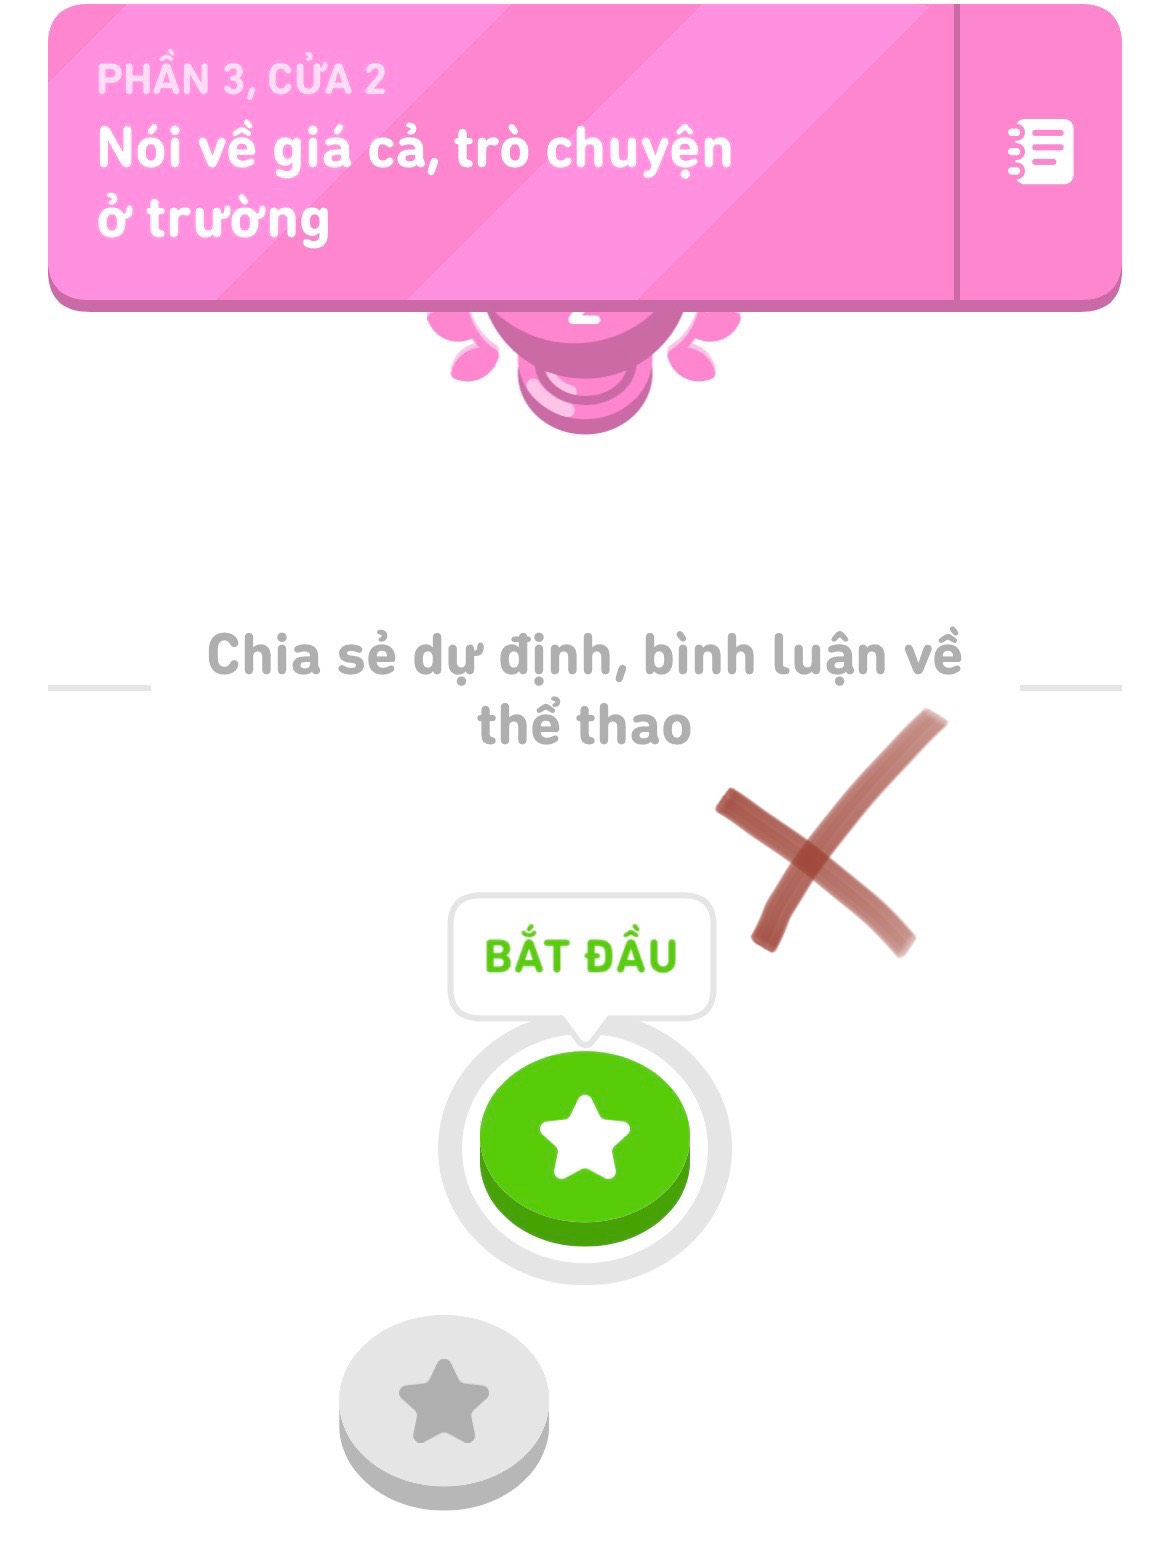 PHẦN 3, CỬA 2
Nói về giá cả, trò chuyện
ở trường
Chia sẻ dự định, bình luận về
thể thao
BẮT ĐẦU